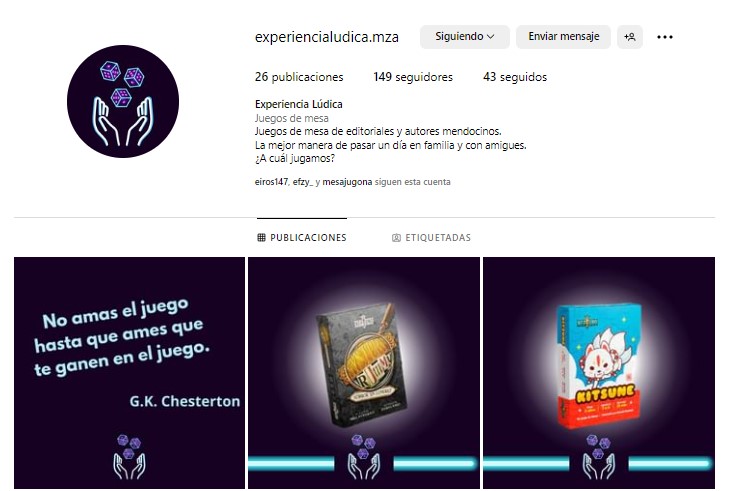 experiencialudica.mza
Siguiendo
Enviar mensaje
26 publicaciones 149 seguidores 43 seguidos
Experiencia Lúdica
Juegos de mesa
Juegos de mesa de editoriales y autores mendocinos.
La mejor manera de pasar un día en familia y con amigues.
¿A cuál jugamos?
eiros147, efzy_ y mesajugona siguen esta cuenta
PUBLICACIONES ETIQUETADAS
No amas el juego
hasta que ames que
te ganen en el juego.
G.K. Chesterton
KITSUNE